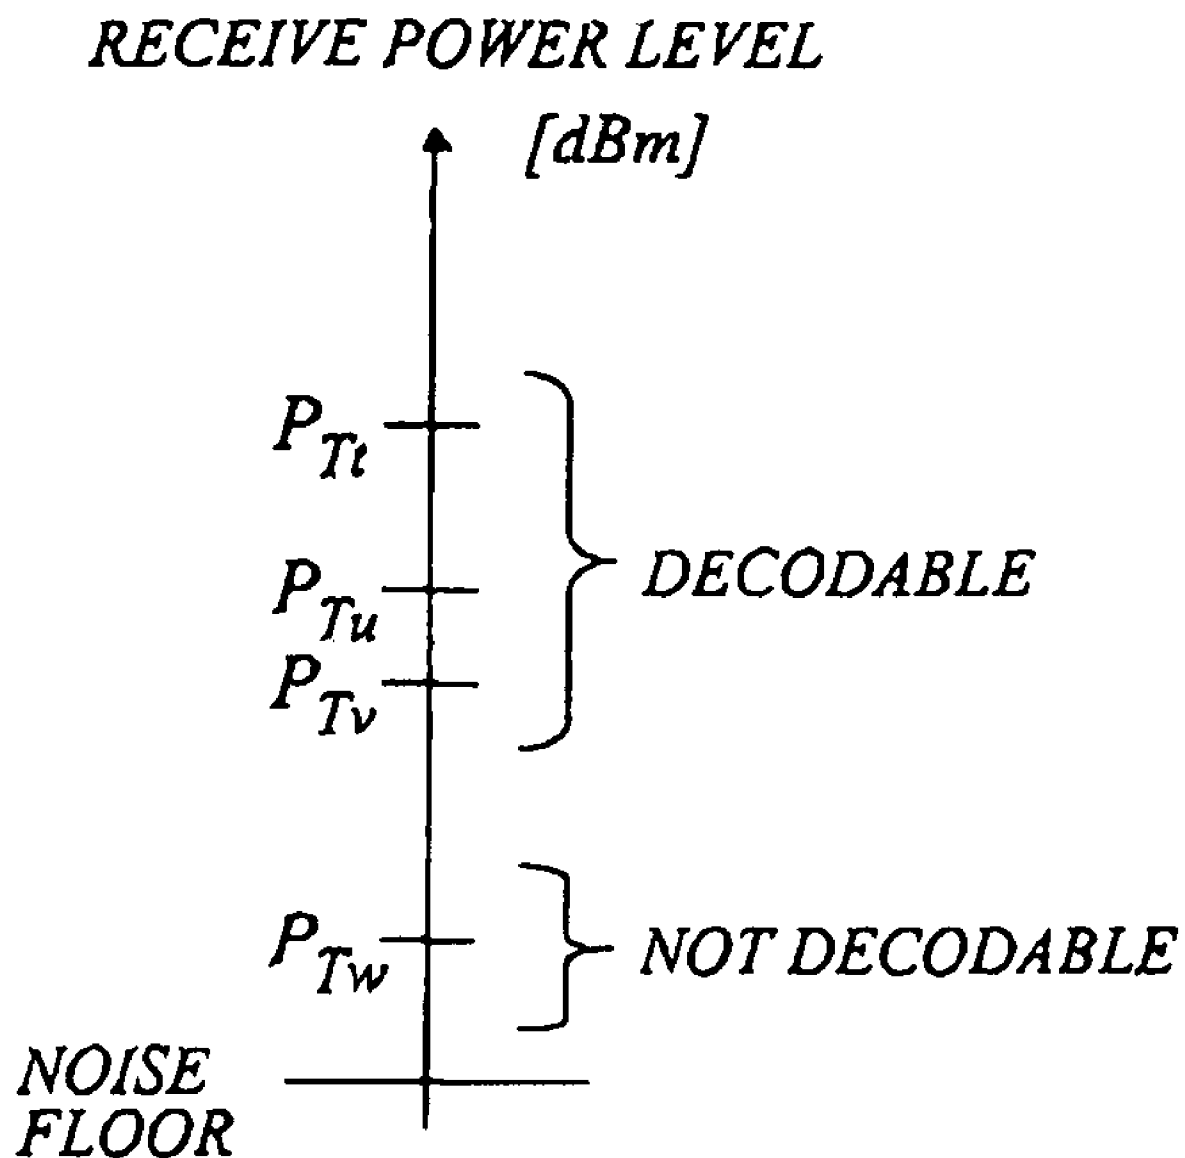 RECEIVE POWER LEVEL
[dBm]
P_Tt
P_Tu
P_Tv
DECODABLE
P_Tw
NOT DECODABLE
NOISE
FLOOR